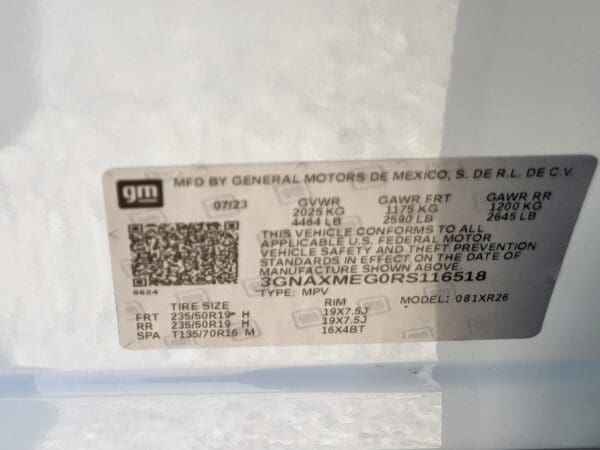 gm MFD BY GENERAL MOTORS DE MEXICO, S. DE R.L. DE C.V.
07/23 GVWR GAWR FRT GAWR RR
2025 KG 1175 KG 1200 KG
4464 LB 2590 LB 2645 LB
THIS VEHICLE CONFORMS TO ALL
APPLICABLE U.S. FEDERAL MOTOR
VEHICLE SAFETY AND THEFT PREVENTION
STANDARDS IN EFFECT ON THE DATE OF
MANUFACTURE SHOWN ABOVE.
3GNAXMEG0RS116518
9624
TYPE: MPV MODEL: 081XR26
TIRE SIZE RIM
FRT 235/50R19 H 19X7.5J
RR 235/50R19 H 19X7.5J
SPA T135/70R16 M 16X4BT